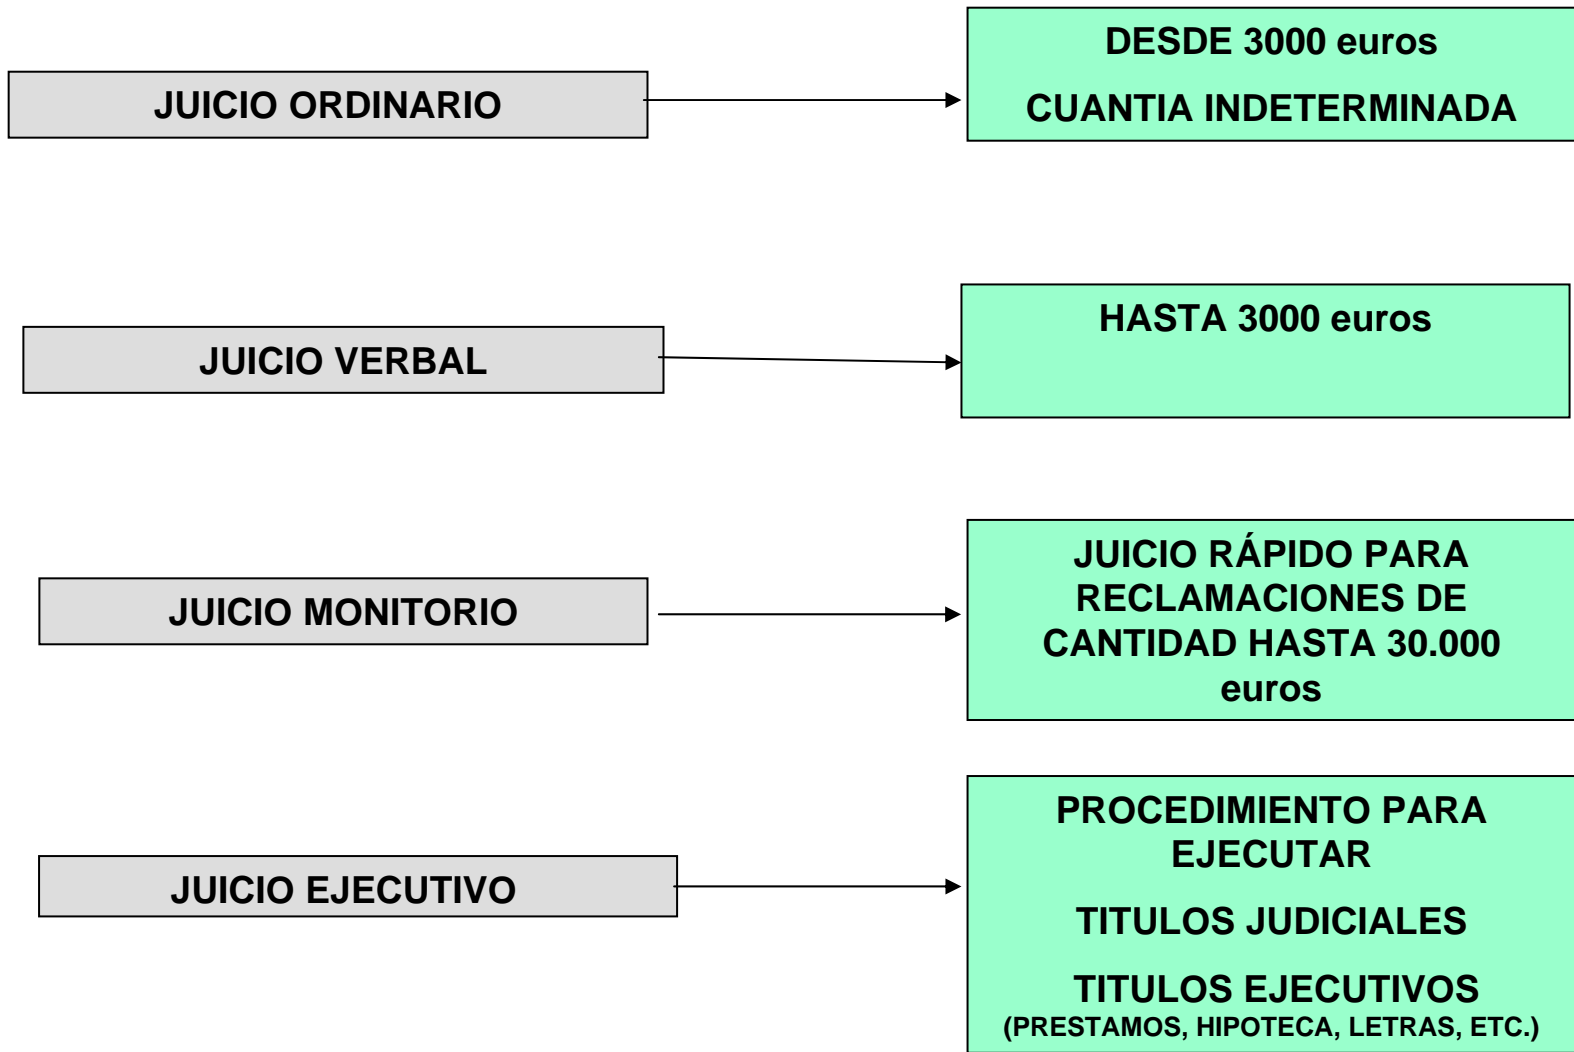 JUICIO ORDINARIO
DESDE 3000 euros
CUANTIA INDETERMINADA
JUICIO VERBAL
HASTA 3000 euros
JUICIO MONITORIO
JUICIO RÁPIDO PARA
RECLAMACIONES DE
CANTIDAD HASTA 30.000
euros
JUICIO EJECUTIVO
PROCEDIMIENTO PARA
EJECUTAR
TITULOS JUDICIALES
TITULOS EJECUTIVOS
(PRESTAMOS, HIPOTECA, LETRAS, ETC.)